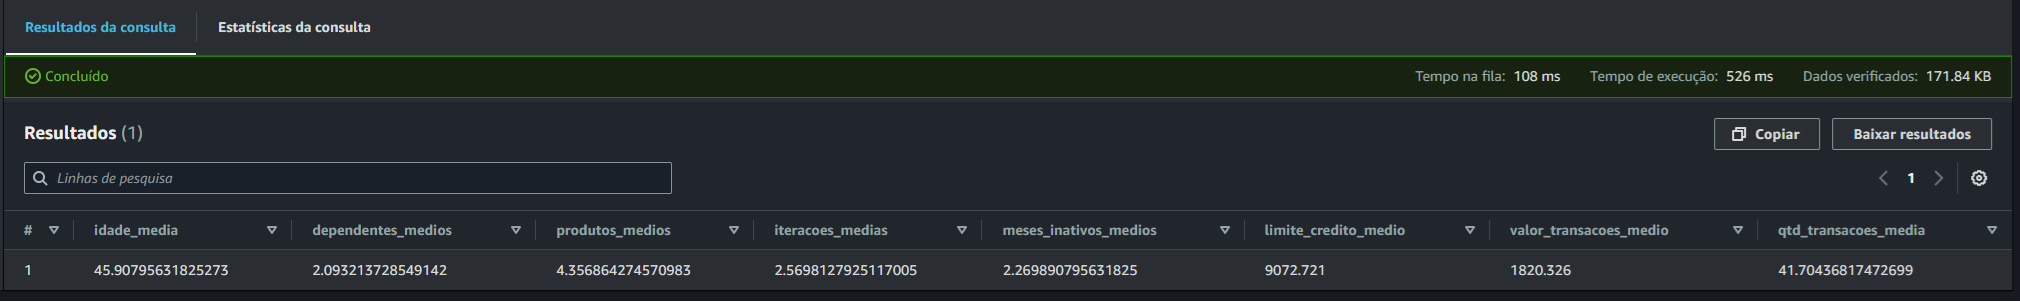 Resultados da consulta Estatísticas da consulta
Concluído Tempo na fila: 108 ms Tempo de execução: 526 ms Dados verificados: 171.84 KB
Resultados (1) Copiar Baixar resultados
Linhas de pesquisa 1
# idade_media dependentes_medios produtos_medios iteracoes_medias meses_inativos_medios limite_credito_medio valor_transacoes_medio qtd_transacoes_media
1 45.90795631825273 2.093213728549142 4.356864274570983 2.5698127925117005 2.269890795631825 9072.721 1820.326 41.70436817472699